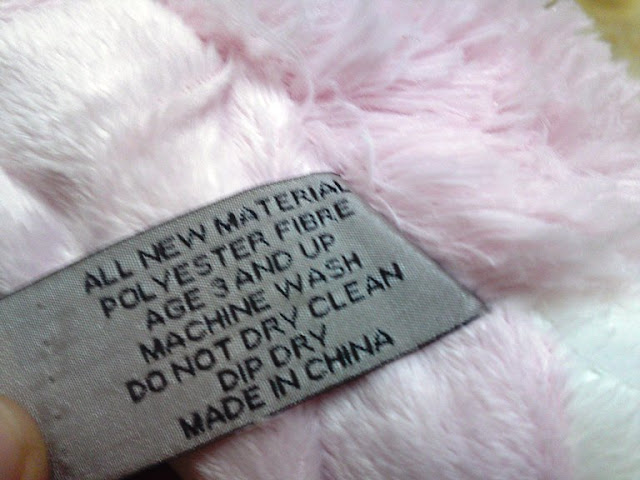 ALL NEW MATERIAL
POLYESTER FIBRE
AGE 3 AND UP
MACHINE WASH
DO NOT DRY CLEAN
DIP DRY
MADE IN CHINA